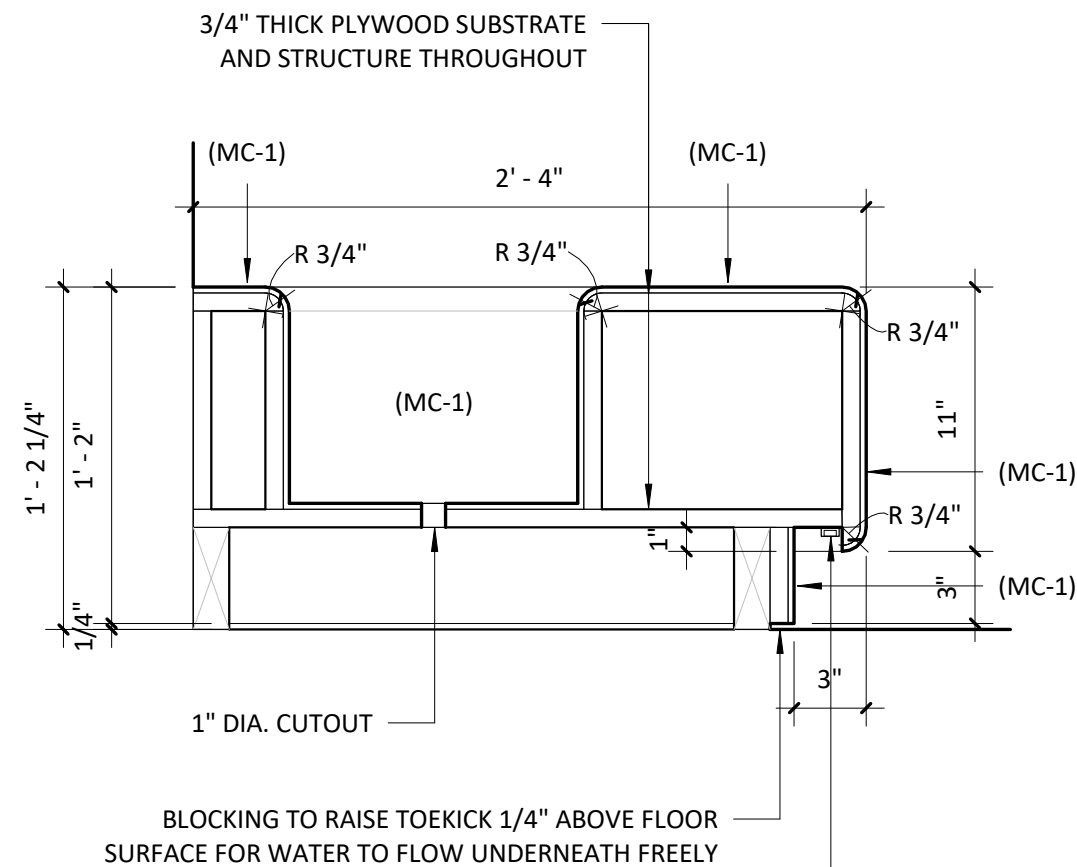 3/4" THICK PLYWOOD SUBSTRATE
AND STRUCTURE THROUGHOUT
(MC-1)
(MC-1)
2' - 4"
R 3/4"
R 3/4"
R 3/4"
(MC-1)
1' - 2 1/4"
1' - 2"
11"
(MC-1)
R 3/4"
1"
(MC-1)
3"
1/4"
3"
1" DIA. CUTOUT
BLOCKING TO RAISE TOEKICK 1/4" ABOVE FLOOR
SURFACE FOR WATER TO FLOW UNDERNEATH FREELY